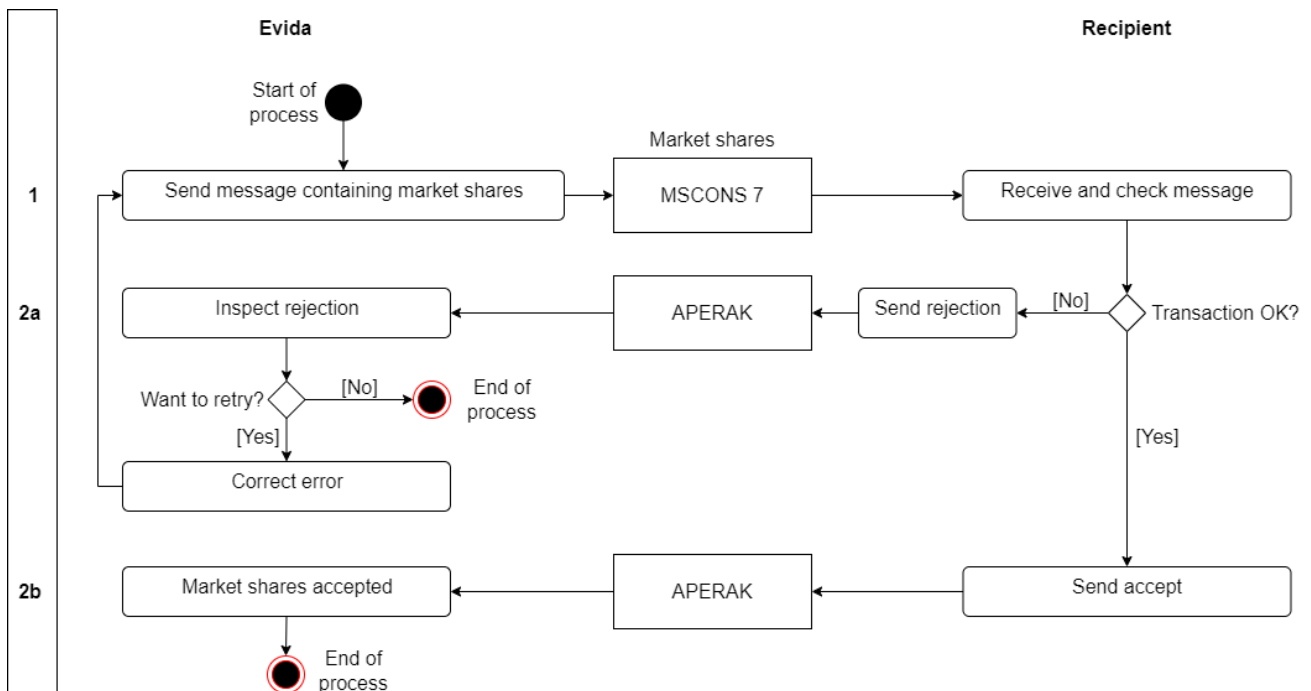 Evida
Recipient
Start of
process
Market shares
1
Send message containing market shares
MSCONS 7
Receive and check message
2a
Inspect rejection
APERAK
Send rejection
[No]
Transaction OK?
Want to retry?
[No]
End of
process
[Yes]
[Yes]
Correct error
2b
Market shares accepted
APERAK
Send accept
End of
process